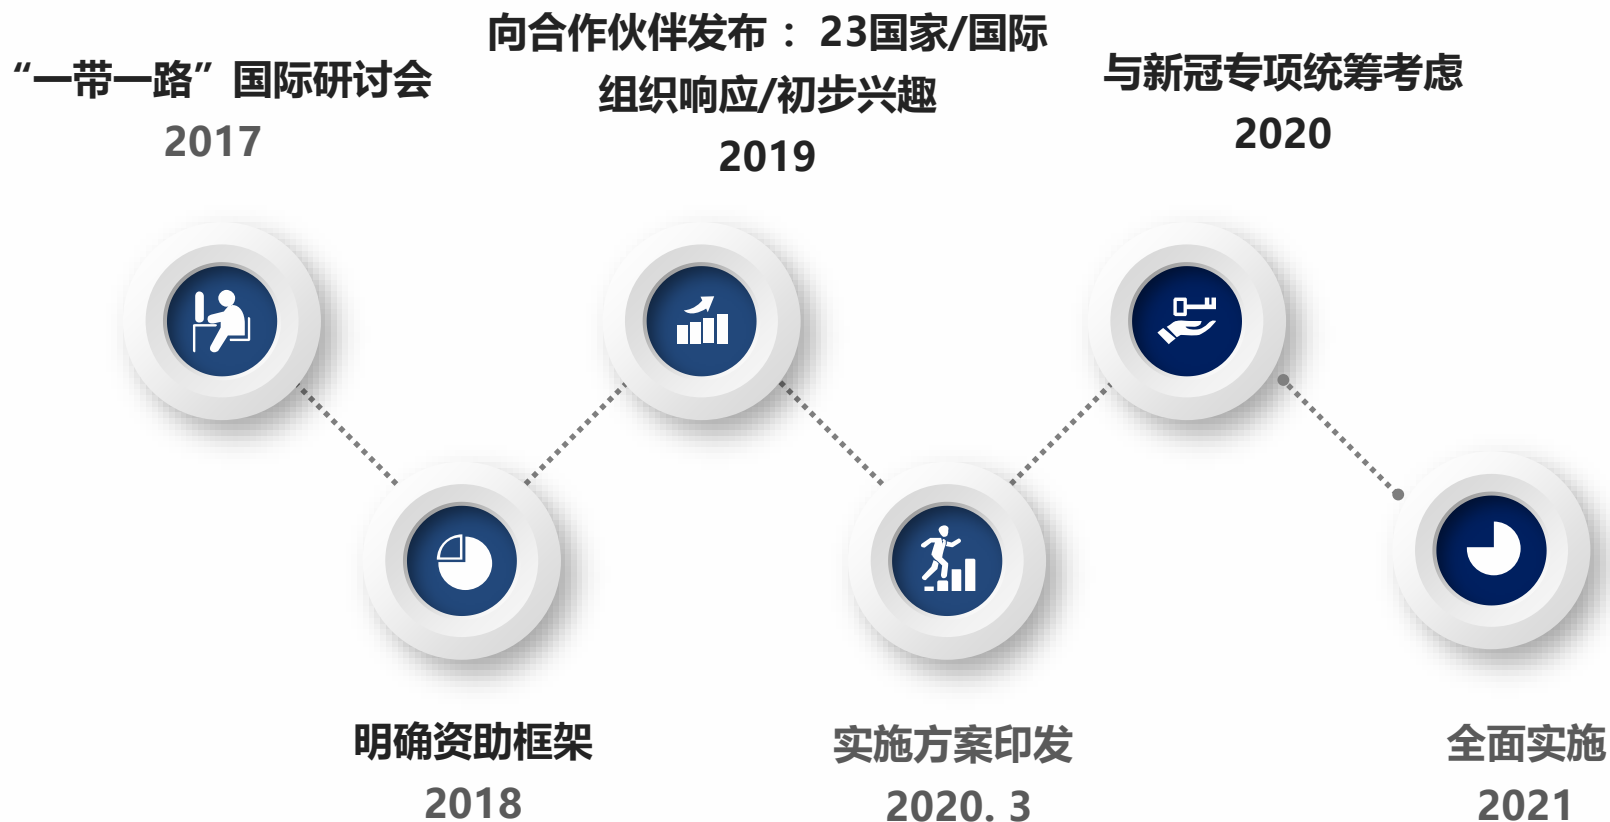 “一带一路”国际研讨会
2017
向合作伙伴发布：23国家/国际
组织响应/初步兴趣
2019
与新冠专项统筹考虑
2020
明确资助框架
2018
实施方案印发
2020. 3
全面实施
2021